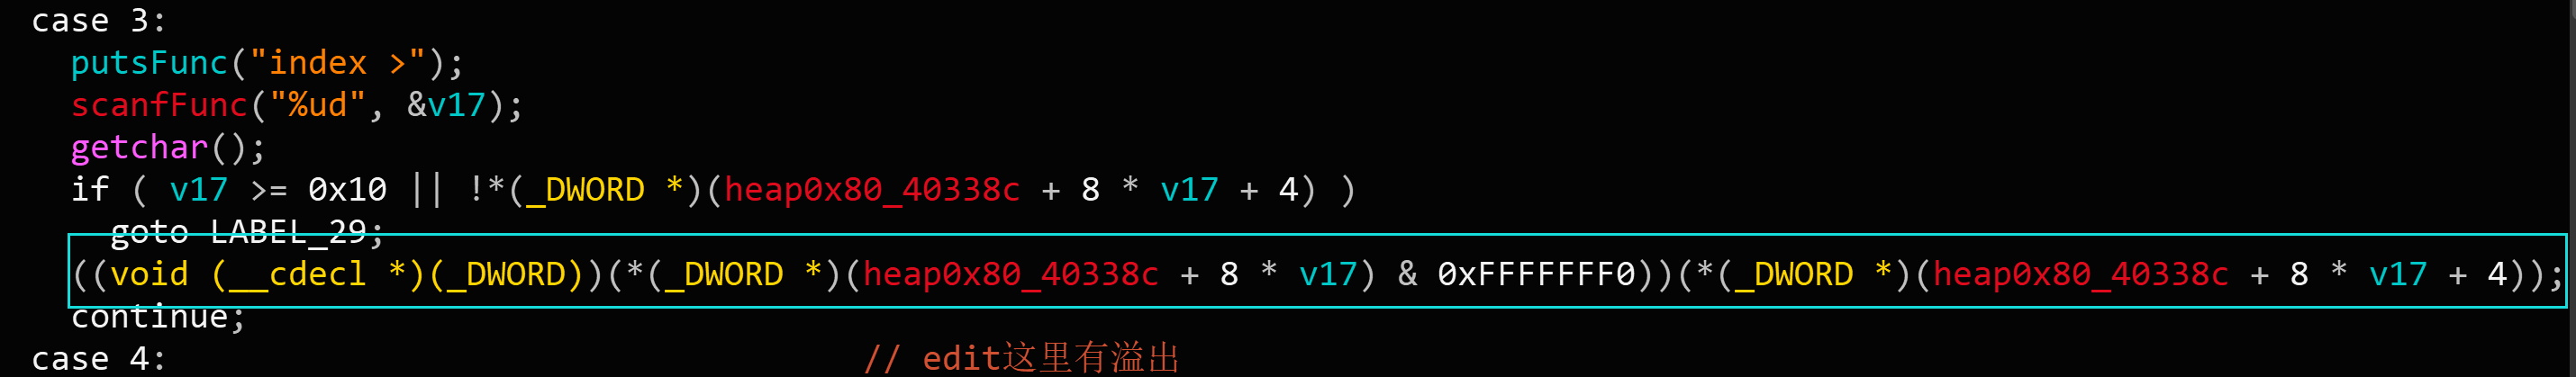 case 3:
putsFunc("index >");
scanfFunc("%ud", &v17);
getchar();
if ( v17 >= 0x10 || !*(_DWORD *)(heap0x80_40338c + 8 * v17 + 4) )
goto LABEL_29;
((void (__cdecl *)(_DWORD))(*(_DWORD *)(heap0x80_40338c + 8 * v17) & 0xFFFFFFF0))(*(_DWORD *)(heap0x80_40338c + 8 * v17 + 4));
continue;
case 4: // edit这里有溢出